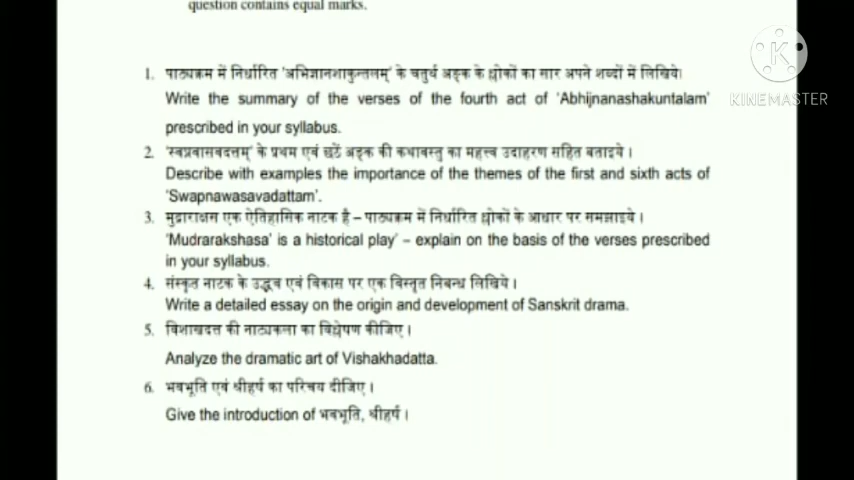 question contains equal marks.
1. पाठ्यक्रम में निर्धारित 'अभिज्ञानशाकुन्तलम्' के चतुर्थ अङ्क के श्लोकों का सार अपने शब्दों में लिखिये।
Write the summary of the verses of the fourth act of 'Abhijnanashakuntalam'
prescribed in your syllabus.
2. 'स्वप्नवासवदत्तम्' के प्रथम एवं छठें अङ्क की कथावस्तु का महत्त्व उदाहरण सहित बताइये।
Describe with examples the importance of the themes of the first and sixth acts of
'Swapnawasavadattam'.
3. मुद्राराक्षस एक ऐतिहासिक नाटक है – पाठ्यक्रम में निर्धारित श्लोकों के आधार पर समझाइये।
'Mudrarakshasa' is a historical play' – explain on the basis of the verses prescribed
in your syllabus.
4. संस्कृत नाटक के उद्भव एवं विकास पर एक विस्तृत निबन्ध लिखिये।
Write a detailed essay on the origin and development of Sanskrit drama.
5. विशाखदत्त की नाट्यकला का विश्लेषण कीजिए।
Analyze the dramatic art of Vishakhadatta.
6. भवभूति एवं श्रीहर्ष का परिचय दीजिए।
Give the introduction of भवभूति, श्रीहर्ष।
K
KINEMASTER